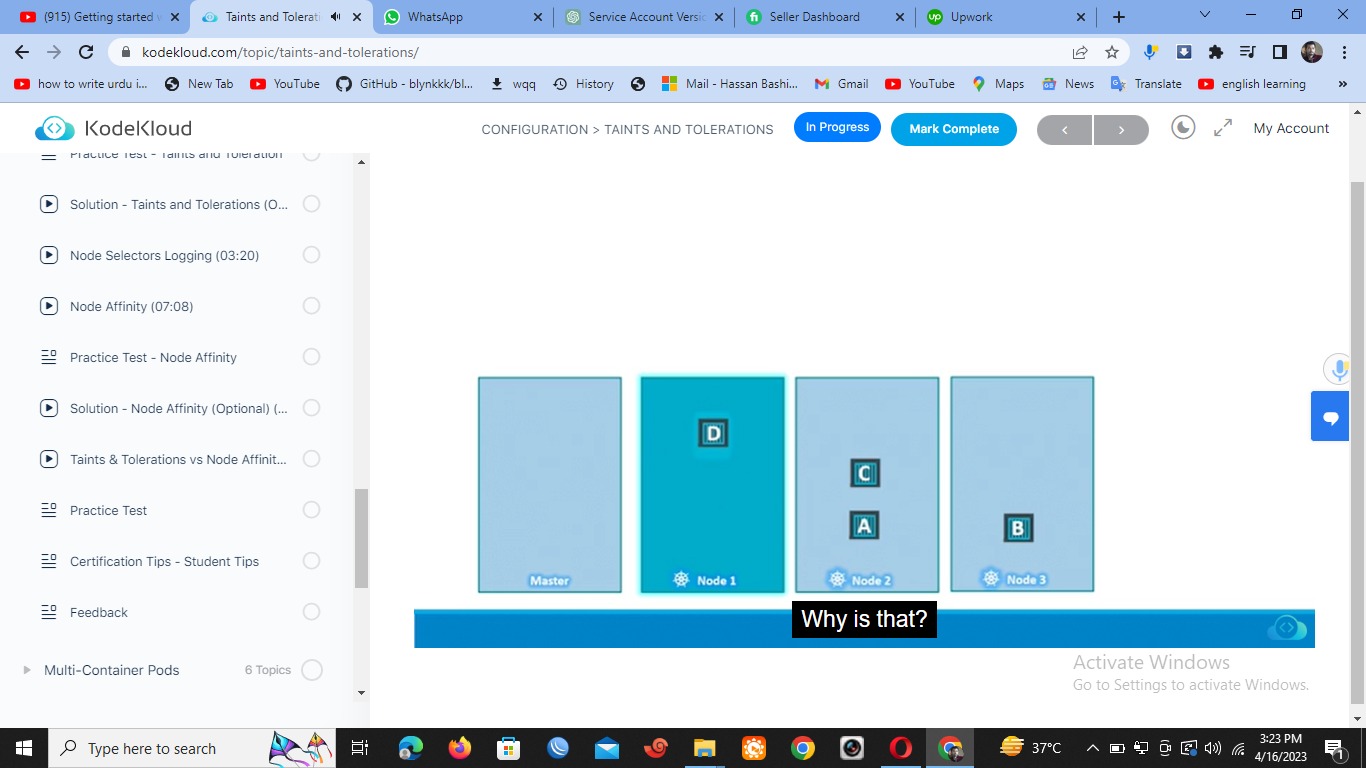 (915) Getting started w
Taints and Tolerati
WhatsApp
Service Account Versio
Seller Dashboard
Upwork
kodekloud.com/topic/taints-and-tolerations/
how to write urdu i...
New Tab
YouTube
GitHub - blynkkk/bl...
wqq
History
Mail - Hassan Bashi...
Gmail
YouTube
Maps
News
Translate
english learning
KodeKloud
CONFIGURATION > TAINTS AND TOLERATIONS
In Progress
Mark Complete
My Account
Practice Test - Taints and Toleration
Solution - Taints and Tolerations (O...
Node Selectors Logging (03:20)
Node Affinity (07:08)
Practice Test - Node Affinity
Solution - Node Affinity (Optional) (...
Taints & Tolerations vs Node Affinit...
Practice Test
Certification Tips - Student Tips
Feedback
Multi-Container Pods
6 Topics
D
C
A
B
Master
Node 1
Node 2
Node 3
Why is that?
Activate Windows
Go to Settings to activate Windows.
Type here to search
37°C
3:23 PM
4/16/2023
1